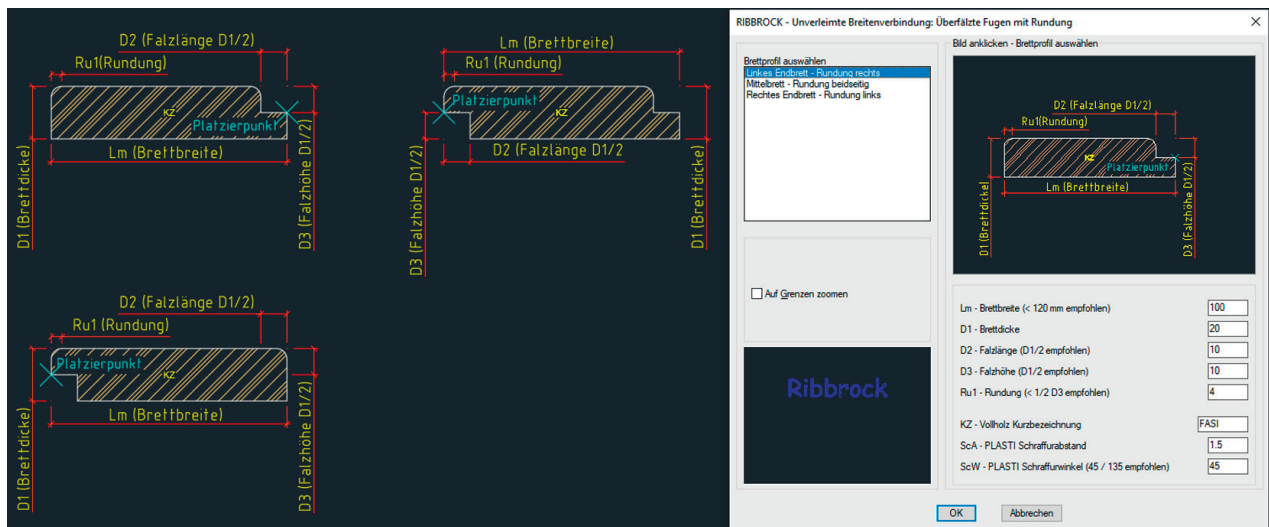 D2 (Falzlänge D1/2)
Ru1(Rundung)
KZ
Platzierpunkt
Lm (Brettbreite)
D1 (Brettdicke)
D3 (Falzhöhe D1/2)
Lm (Brettbreite)
Ru1 (Rundung)
Platzierpunkt
KZ
D2 (Falzlänge D1/2
D3 (Falzhöhe D1/2)
D1 (Brettdicke)
D2 (Falzlänge D1/2)
Ru1 (Rundung)
Platzierpunkt
KZ
Lm (Brettbreite)
D1 (Brettdicke)
D3 (Falzhöhe D1/2)
RIBBROCK - Unverleimte Breitenverbindung: Überfälzte Fugen mit Rundung
Brettprofil auswählen
Linkes Endbrett - Rundung rechts
Mittelbrett - Rundung beidseitig
Rechtes Endbrett - Rundung links
Auf Grenzen zoomen
Ribbrock
Bild anklicken - Brettprofil auswählen
D2 (Falzlänge D1/2)
Ru1(Rundung)
KZ
Platzierpunkt
Lm (Brettbreite)
D1 (Brettdicke)
D3 (Falzhöhe D1/2)
Lm - Brettbreite (< 120 mm empfohlen) 100
D1 - Brettdicke 20
D2 - Falzlänge (D1/2 empfohlen) 10
D3 - Falzhöhe (D1/2 empfohlen) 10
Ru1 - Rundung (< 1/2 D3 empfohlen) 4
KZ - Vollholz Kurzbezeichnung FASI
ScA - PLASTI Schraffurabstand 1.5
ScW - PLASTI Schraffurwinkel (45 / 135 empfohlen) 45
OK Abbrechen